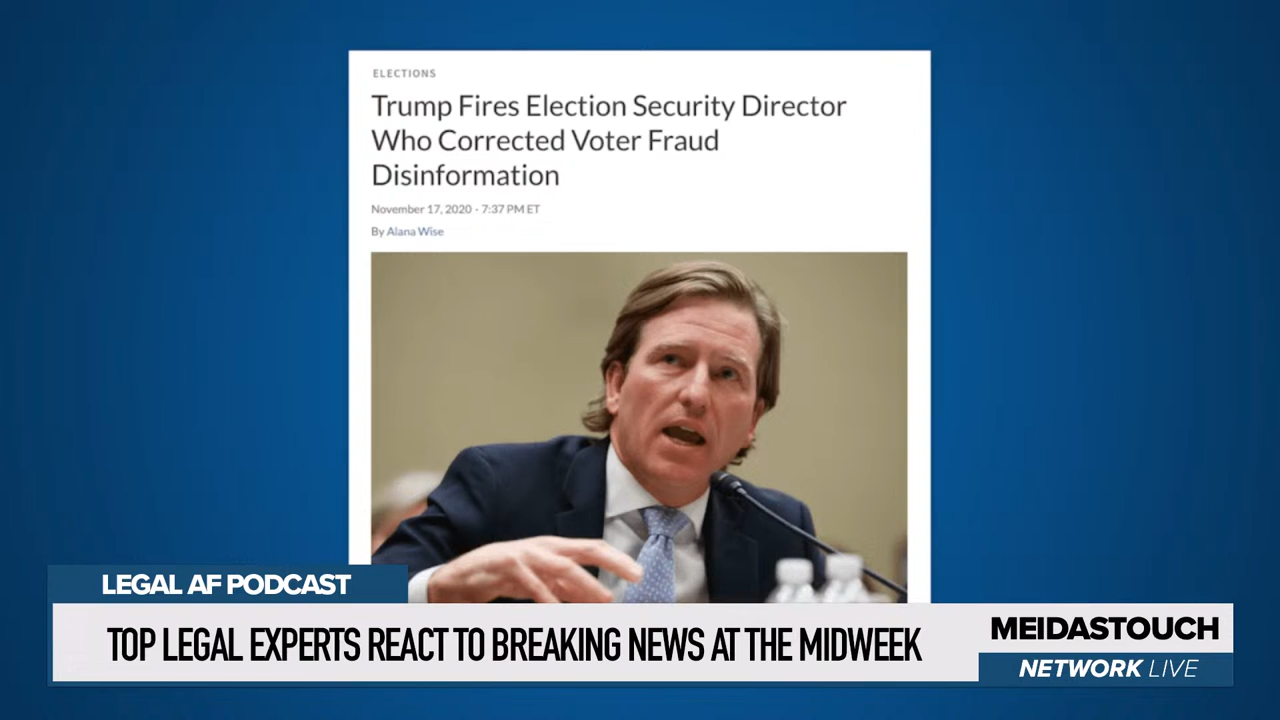 ELECTIONS
Trump Fires Election Security Director
Who Corrected Voter Fraud
Disinformation
November 17, 2020 · 7:37 PM ET
By Alana Wise
LEGAL AF PODCAST
TOP LEGAL EXPERTS REACT TO BREAKING NEWS AT THE MIDWEEK
MEIDASTOUCH
NETWORK LIVE